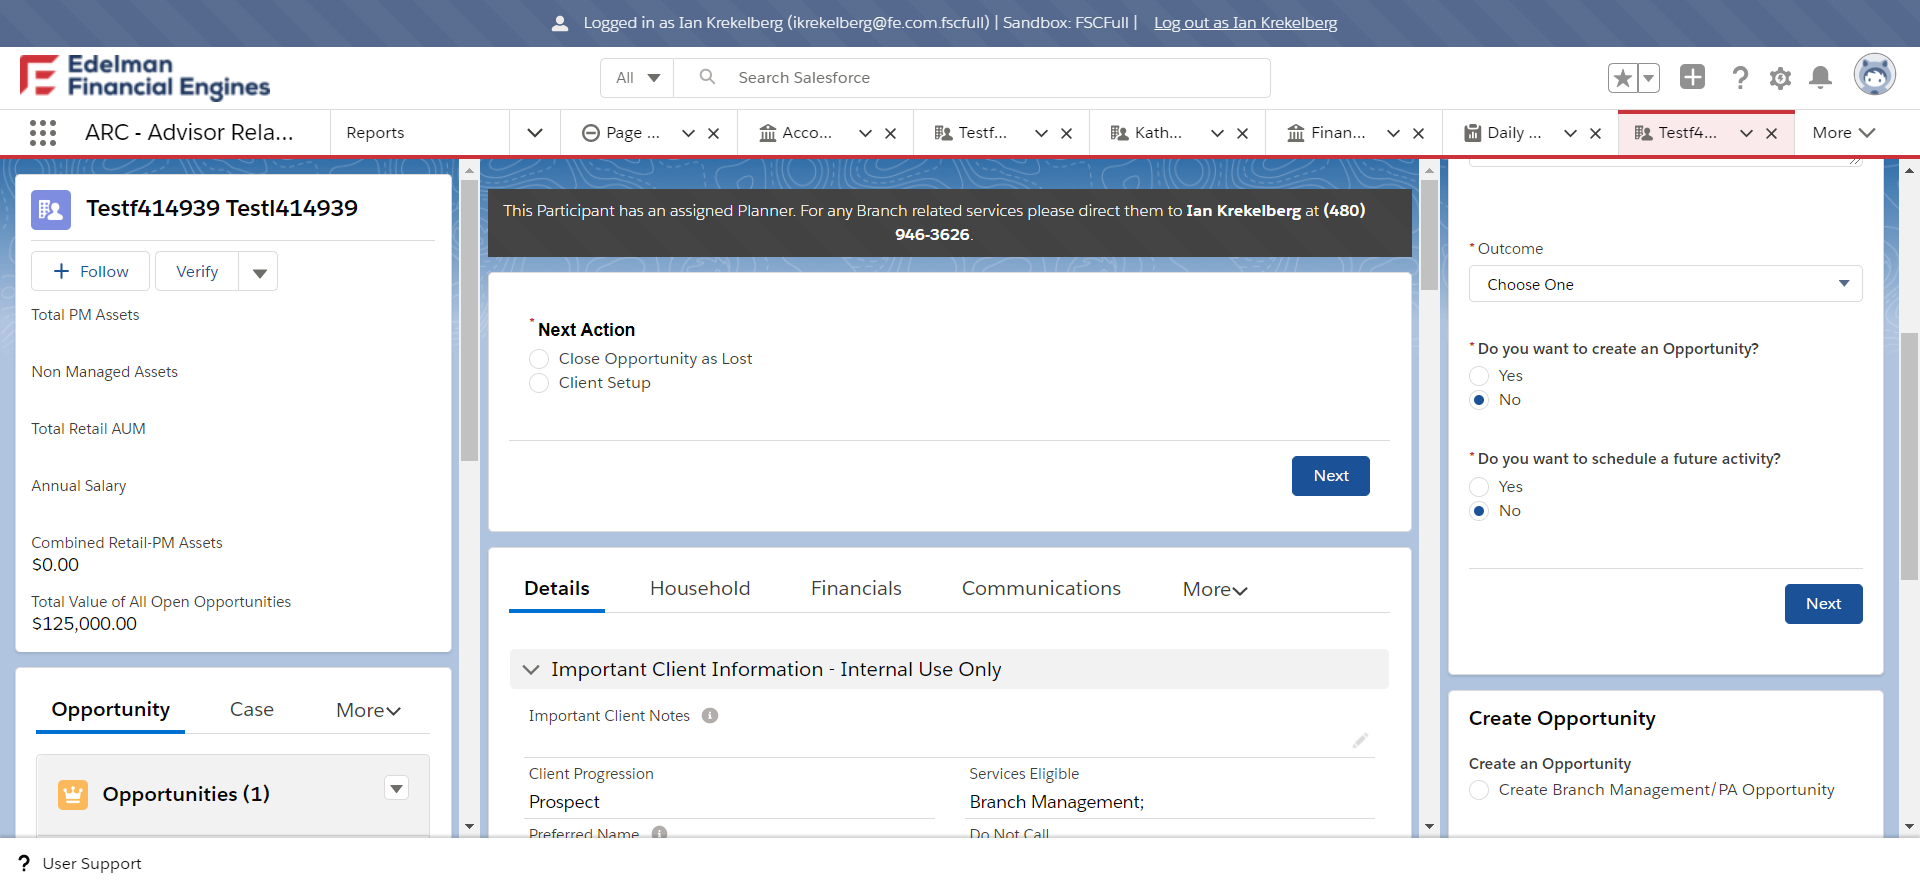 Logged in as Ian Krekelberg (ikrekelberg@fe.com.fscfull) | Sandbox: FSCFull | Log out as Ian Krekelberg
Edelman
Financial Engines
All
Search Salesforce
ARC - Advisor Rela...
Reports
Page ...
Acco...
Testf...
Kath...
Finan...
Daily ...
Testf4...
More
Testf414939 Testl414939
Follow
Verify
Total PM Assets
Non Managed Assets
Total Retail AUM
Annual Salary
Combined Retail-PM Assets
$0.00
Total Value of All Open Opportunities
$125,000.00
Opportunity
Case
More
Opportunities (1)
This Participant has an assigned Planner. For any Branch related services please direct them to Ian Krekelberg at (480)
946-3626.
* Next Action
Close Opportunity as Lost
Client Setup
Next
Details
Household
Financials
Communications
More
Important Client Information - Internal Use Only
Important Client Notes
Client Progression
Prospect
Services Eligible
Branch Management;
Preferred Name
Do Not Call
* Outcome
Choose One
* Do you want to create an Opportunity?
Yes
No
* Do you want to schedule a future activity?
Yes
No
Next
Create Opportunity
Create an Opportunity
Create Branch Management/PA Opportunity
? User Support